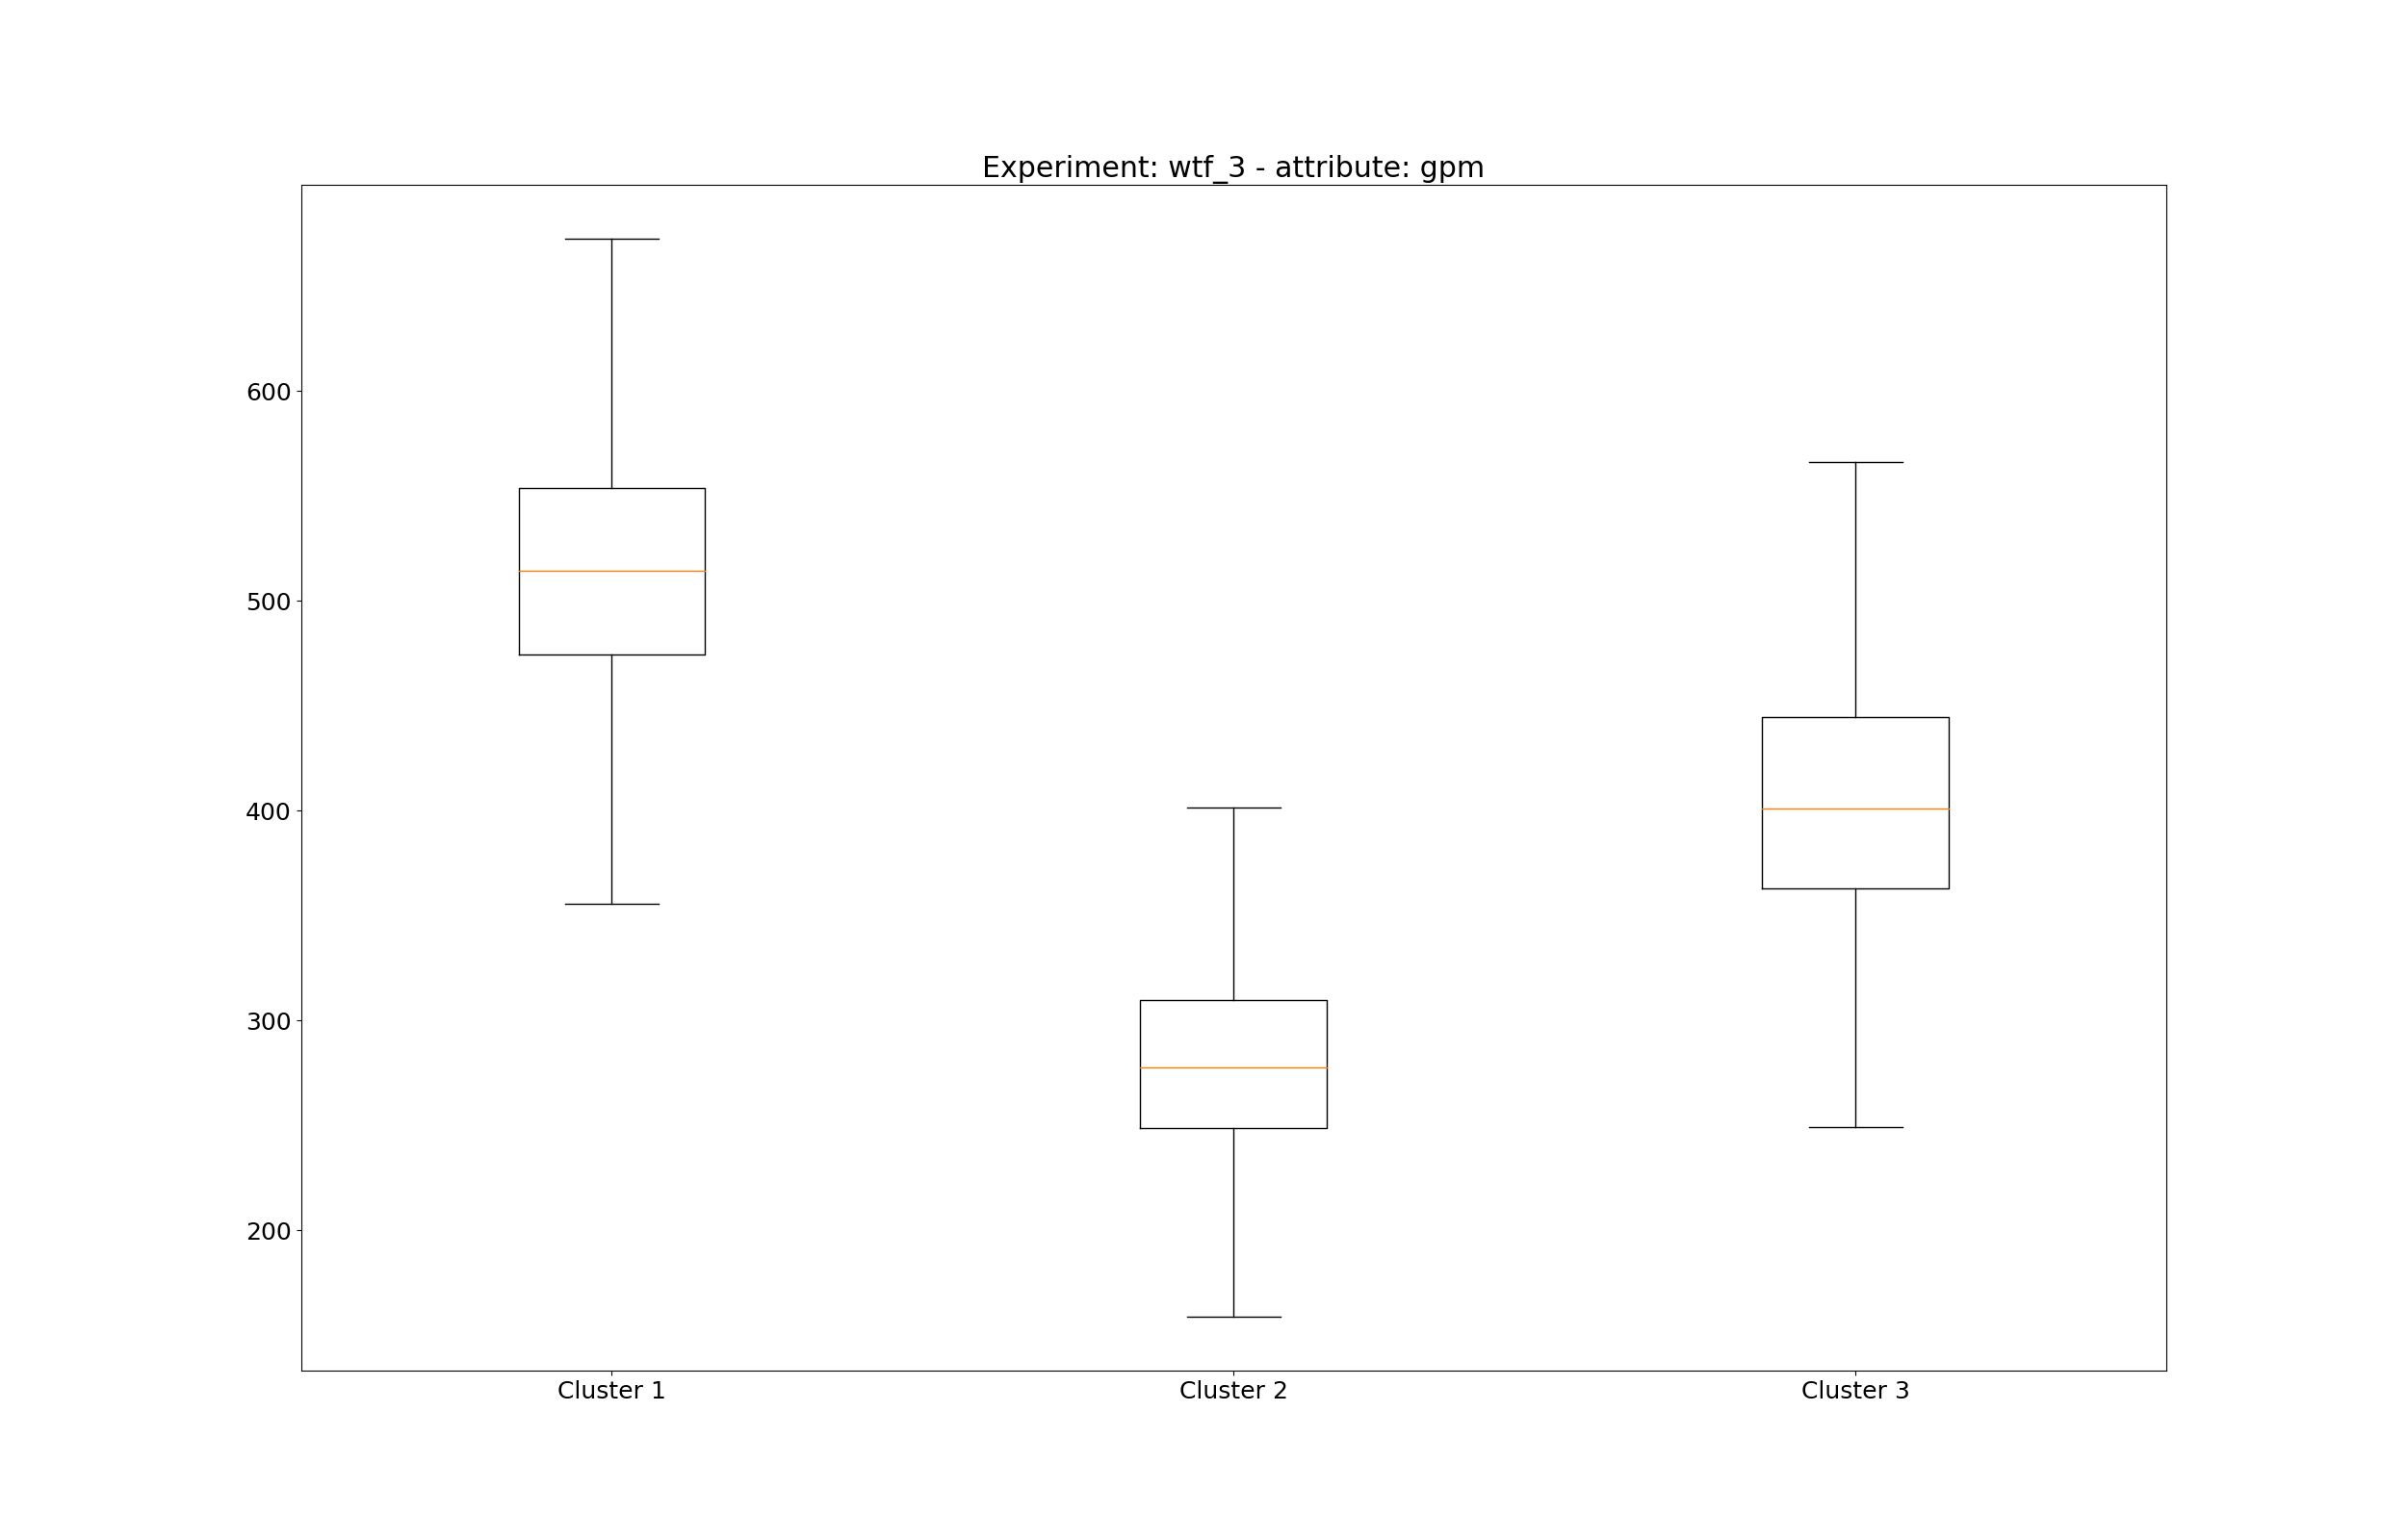 Experiment: wtf_3 - attribute: gpm
600
500
400
300
200
Cluster 1
Cluster 2
Cluster 3